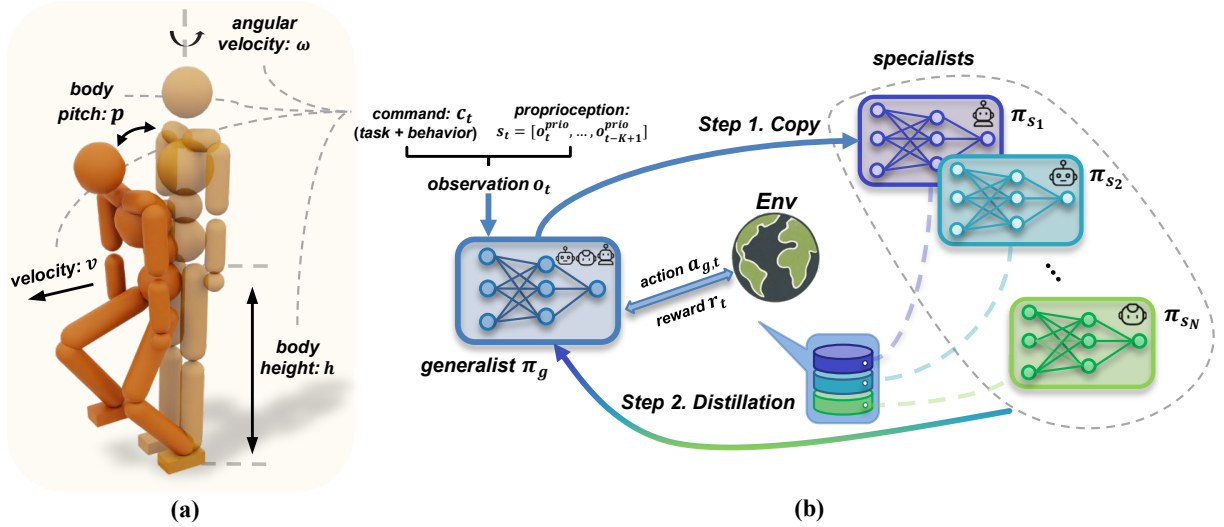 angular
velocity: ω
body
pitch: p
velocity: v
body
height: h
(a)
command: c_t
(task + behavior)
proprioception:
s_t = [o_t^{prio}, ..., o_{t-K+1}^{prio}]
observation o_t
generalist π_g
Step 1. Copy
Env
action a_{g,t}
reward r_t
Step 2. Distillation
specialists
π_{s_1}
π_{s_2}
...
π_{s_N}
(b)